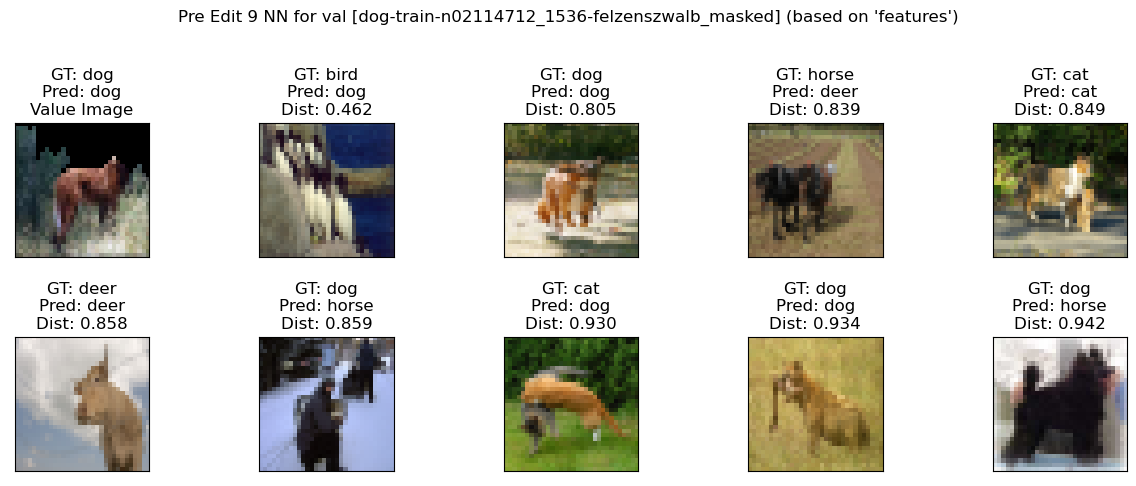 Pre Edit 9 NN for val [dog-train-n02114712_1536-felzenszwalb_masked] (based on 'features')
GT: dog
Pred: dog
Value Image
GT: bird
Pred: dog
Dist: 0.462
GT: dog
Pred: dog
Dist: 0.805
GT: horse
Pred: deer
Dist: 0.839
GT: cat
Pred: cat
Dist: 0.849
GT: deer
Pred: deer
Dist: 0.858
GT: dog
Pred: horse
Dist: 0.859
GT: cat
Pred: dog
Dist: 0.930
GT: dog
Pred: dog
Dist: 0.934
GT: dog
Pred: horse
Dist: 0.942